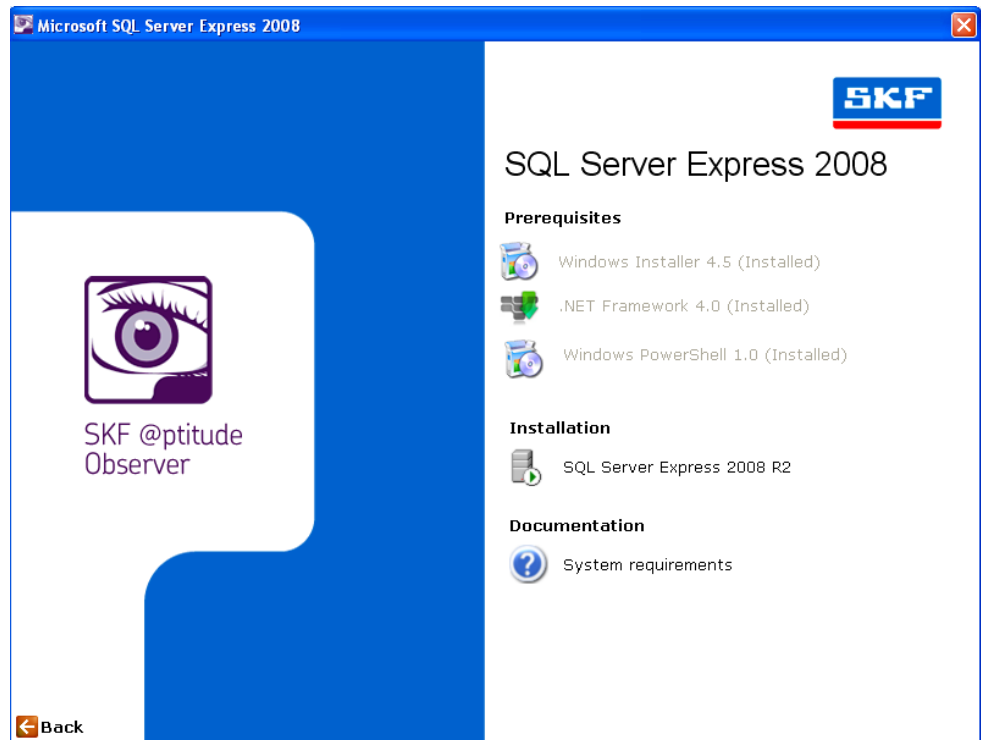 Microsoft SQL Server Express 2008
SKF
SQL Server Express 2008
Prerequisites
Windows Installer 4.5 (Installed)
.NET Framework 4.0 (Installed)
Windows PowerShell 1.0 (Installed)
Installation
SQL Server Express 2008 R2
Documentation
System requirements
SKF @ptitude
Observer
Back